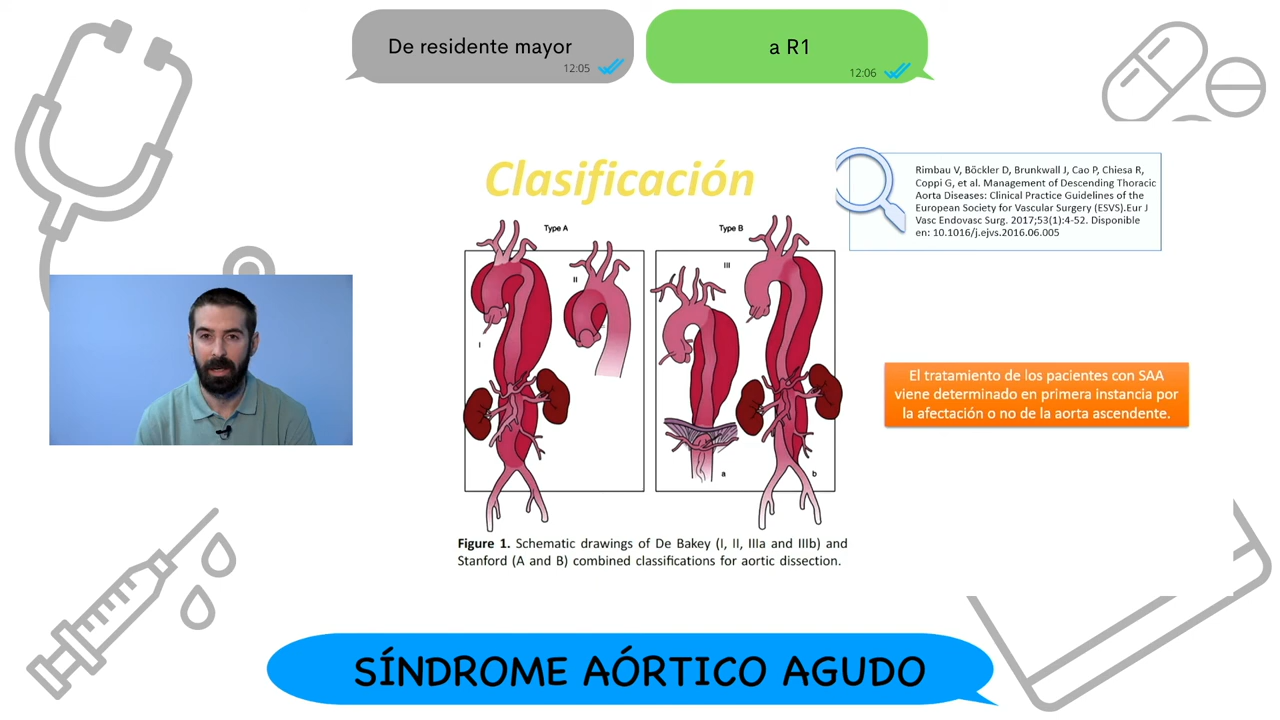 De residente mayor
12:05
a R1
12:06
Clasificación
Rimbau V, Böckler D, Brunkwall J, Cao P, Chiesa R,
Coppi G, et al. Management of Descending Thoracic
Aorta Diseases: Clinical Practice Guidelines of the
European Society for Vascular Surgery (ESVS).Eur J
Vasc Endovasc Surg. 2017;53(1):4-52. Disponible
en: 10.1016/j.ejvs.2016.06.005
Type A
Type B
I
II
III
a
b
El tratamiento de los pacientes con SAA
viene determinado en primera instancia por
la afectación o no de la aorta ascendente.
Figure 1. Schematic drawings of De Bakey (I, II, IIIa and IIIb) and
Stanford (A and B) combined classifications for aortic dissection.
SÍNDROME AÓRTICO AGUDO